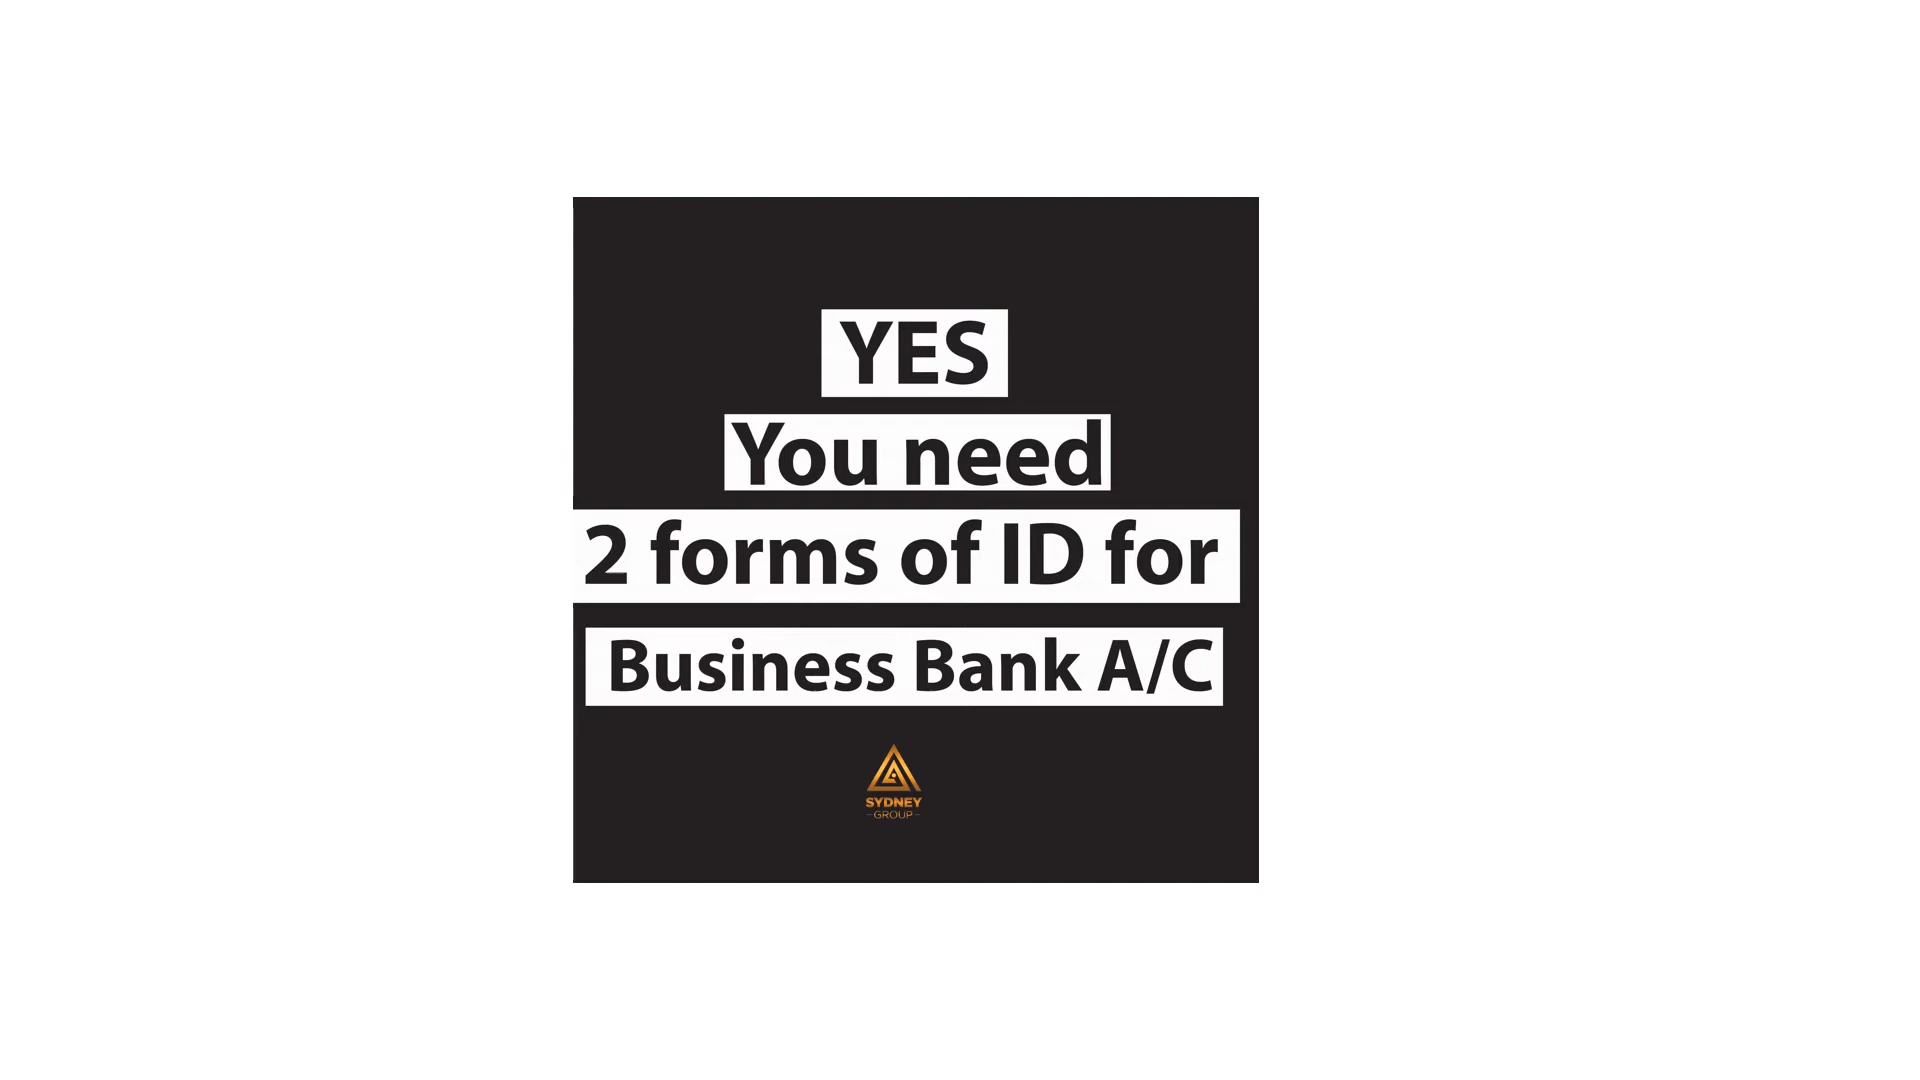 YES
You need
2 forms of ID for
Business Bank A/C
SYDNEY
-GROUP-